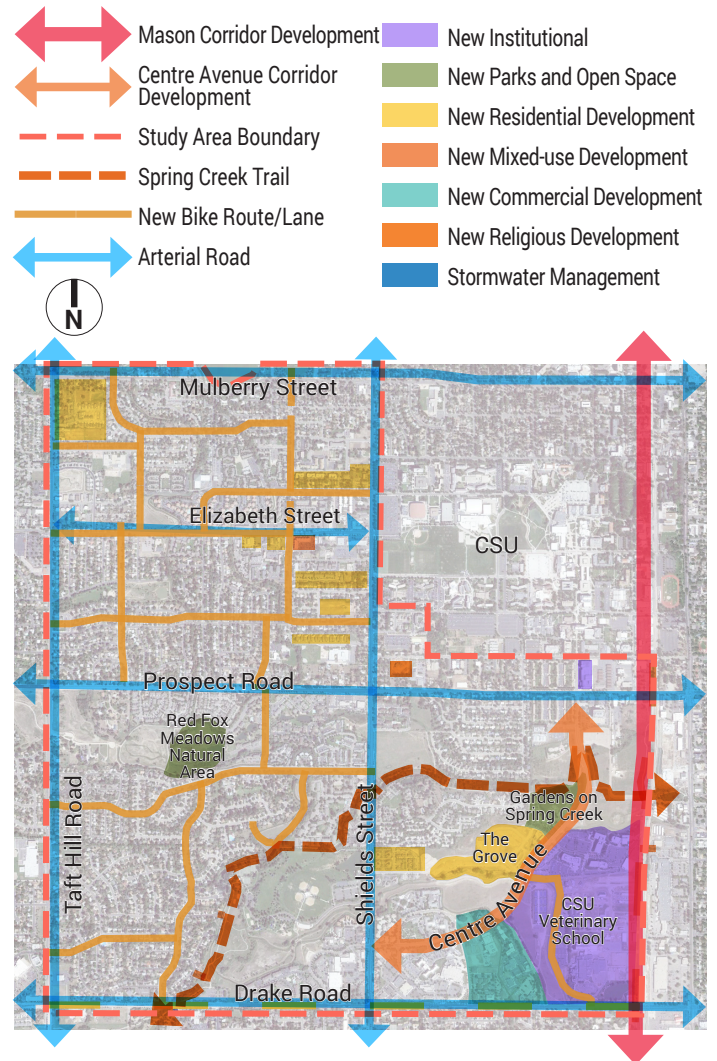 Mason Corridor Development
Centre Avenue Corridor
Development
Study Area Boundary
Spring Creek Trail
New Bike Route/Lane
Arterial Road
N
New Institutional
New Parks and Open Space
New Residential Development
New Mixed-use Development
New Commercial Development
New Religious Development
Stormwater Management
Mulberry Street
Elizabeth Street
CSU
Prospect Road
Red Fox
Meadows
Natural
Area
Gardens on
Spring Creek
The
Grove
Taft Hill Road
Shields Street
Centre Avenue
CSU
Veterinary
School
Drake Road